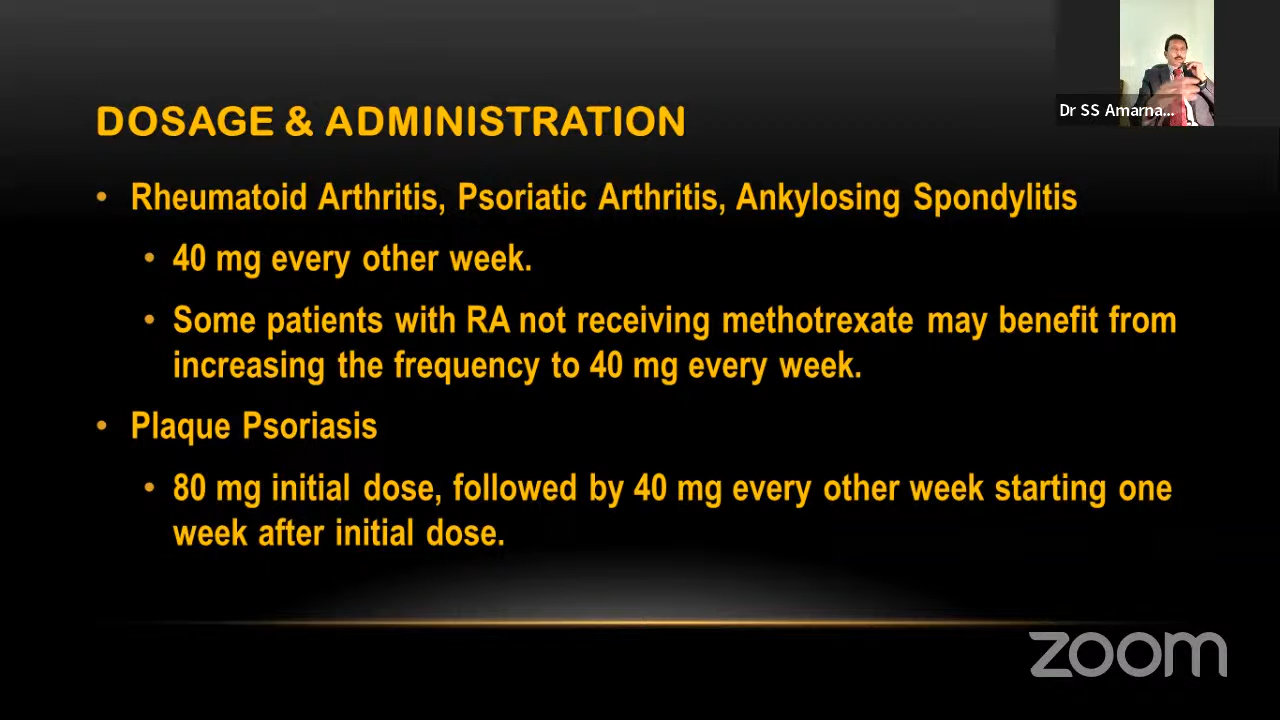 Dr SS Amarna...
DOSAGE & ADMINISTRATION
• Rheumatoid Arthritis, Psoriatic Arthritis, Ankylosing Spondylitis
• 40 mg every other week.
• Some patients with RA not receiving methotrexate may benefit from
increasing the frequency to 40 mg every week.
• Plaque Psoriasis
• 80 mg initial dose, followed by 40 mg every other week starting one
week after initial dose.
zoom